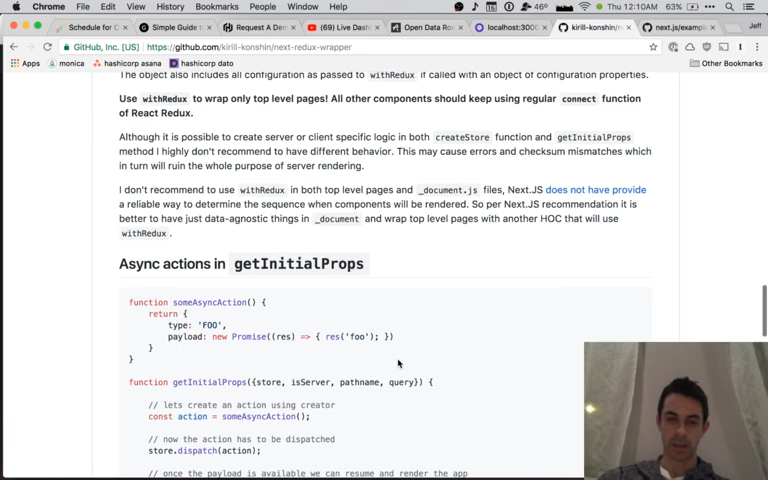 Chrome File Edit View History Bookmarks People Window Help
46° Thu 12:10AM 63%
Schedule for C
Simple Guide to
Request A Dem
(69) Live Dash
Open Data Rou
localhost:3000
kirill-konshin/n
next.js/exampl
Jeff
GitHub, Inc. [US] https://github.com/kirill-konshin/next-redux-wrapper
Apps monica hashicorp asana hashicorp dato Other Bookmarks
The object also includes all configuration as passed to withRedux if called with an object of configuration properties.
Use withRedux to wrap only top level pages! All other components should keep using regular connect function
of React Redux.
Although it is possible to create server or client specific logic in both createStore function and getInitialProps
method I highly don't recommend to have different behavior. This may cause errors and checksum mismatches which
in turn will ruin the whole purpose of server rendering.
I don't recommend to use withRedux in both top level pages and _document.js files, Next.JS does not have provide
a reliable way to determine the sequence when components will be rendered. So per Next.JS recommendation it is
better to have just data-agnostic things in _document and wrap top level pages with another HOC that will use
withRedux .
Async actions in getInitialProps
function someAsyncAction() {
return {
type: 'FOO',
payload: new Promise((res) => { res('foo'); })
}
}
function getInitialProps({store, isServer, pathname, query}) {
// lets create an action using creator
const action = someAsyncAction();
// now the action has to be dispatched
store.dispatch(action);
// once the payload is available we can resume and render the app